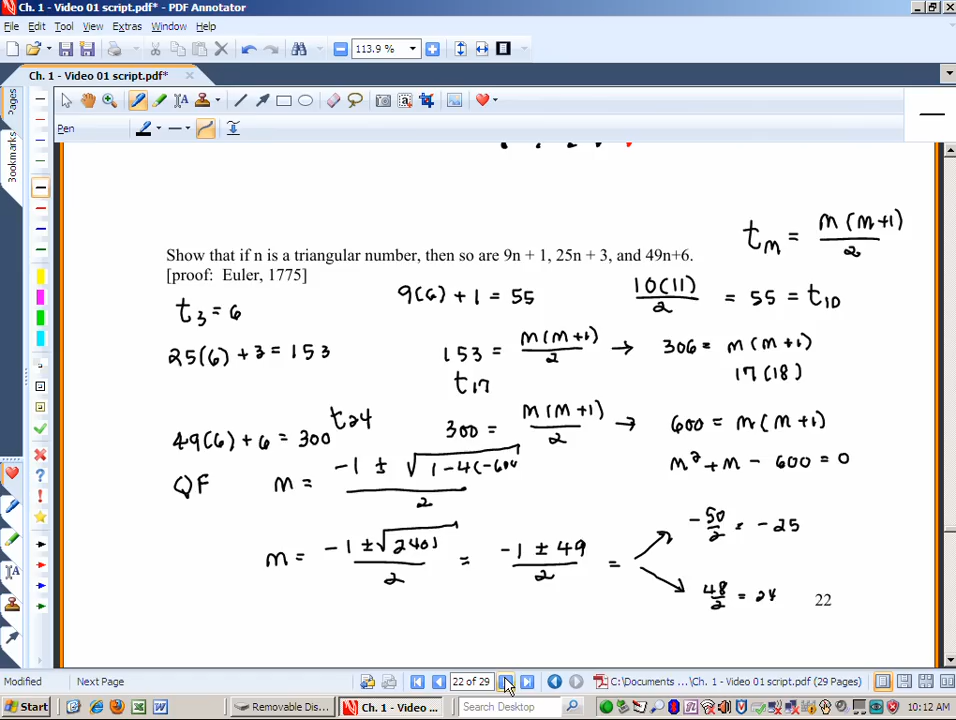 Ch. 1 - Video 01 script.pdf* - PDF Annotator
File Edit Tool View Extras Window Help
113.9 %
Ch. 1 - Video 01 script.pdf*
Pages
Bookmarks
Pen
Show that if n is a triangular number, then so are 9n + 1, 25n + 3, and 49n+6.
[proof: Euler, 1775]
t_m = m(m+1)/2
t_3 = 6
9(6) + 1 = 55
10(11)/2 = 55 = t_10
25(6) + 3 = 153
153 = m(m+1)/2 → 306 = m(m+1)
t_17
17(18)
49(6) + 6 = 300 t_24
300 = m(m+1)/2 → 600 = m(m+1)
m² + m - 600 = 0
QF
m = -1 ± √1-4(-600 / 2
m = -1 ± √2401 / 2 = -1 ± 49 / 2 =
-50/2 = -25
48/2 = 24
22
Modified Next Page 22 of 29 C:\Documents ...\Ch. 1 - Video 01 script.pdf (29 Pages)
Start Removable Dis... Ch. 1 - Video ... Search Desktop 10:12 AM